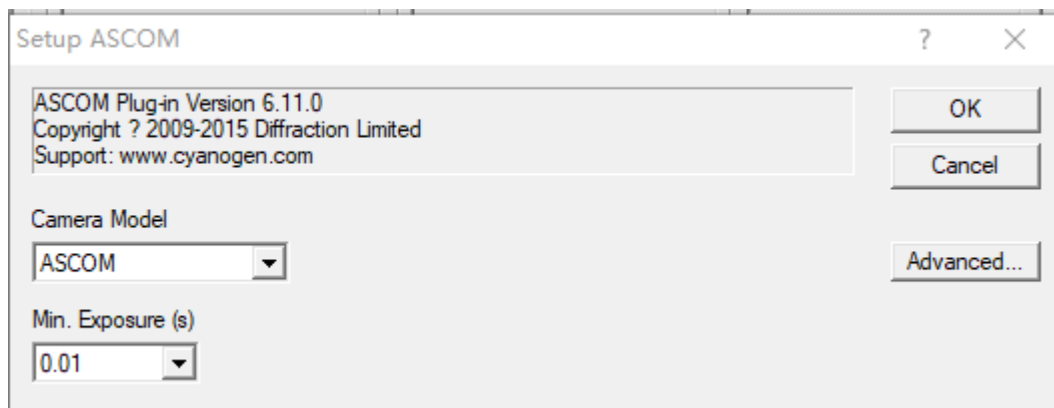 Setup ASCOM
?
ASCOM Plug-in Version 6.11.0
Copyright ? 2009-2015 Diffraction Limited
Support: www.cyanogen.com
OK
Cancel
Camera Model
ASCOM
Advanced...
Min. Exposure (s)
0.01